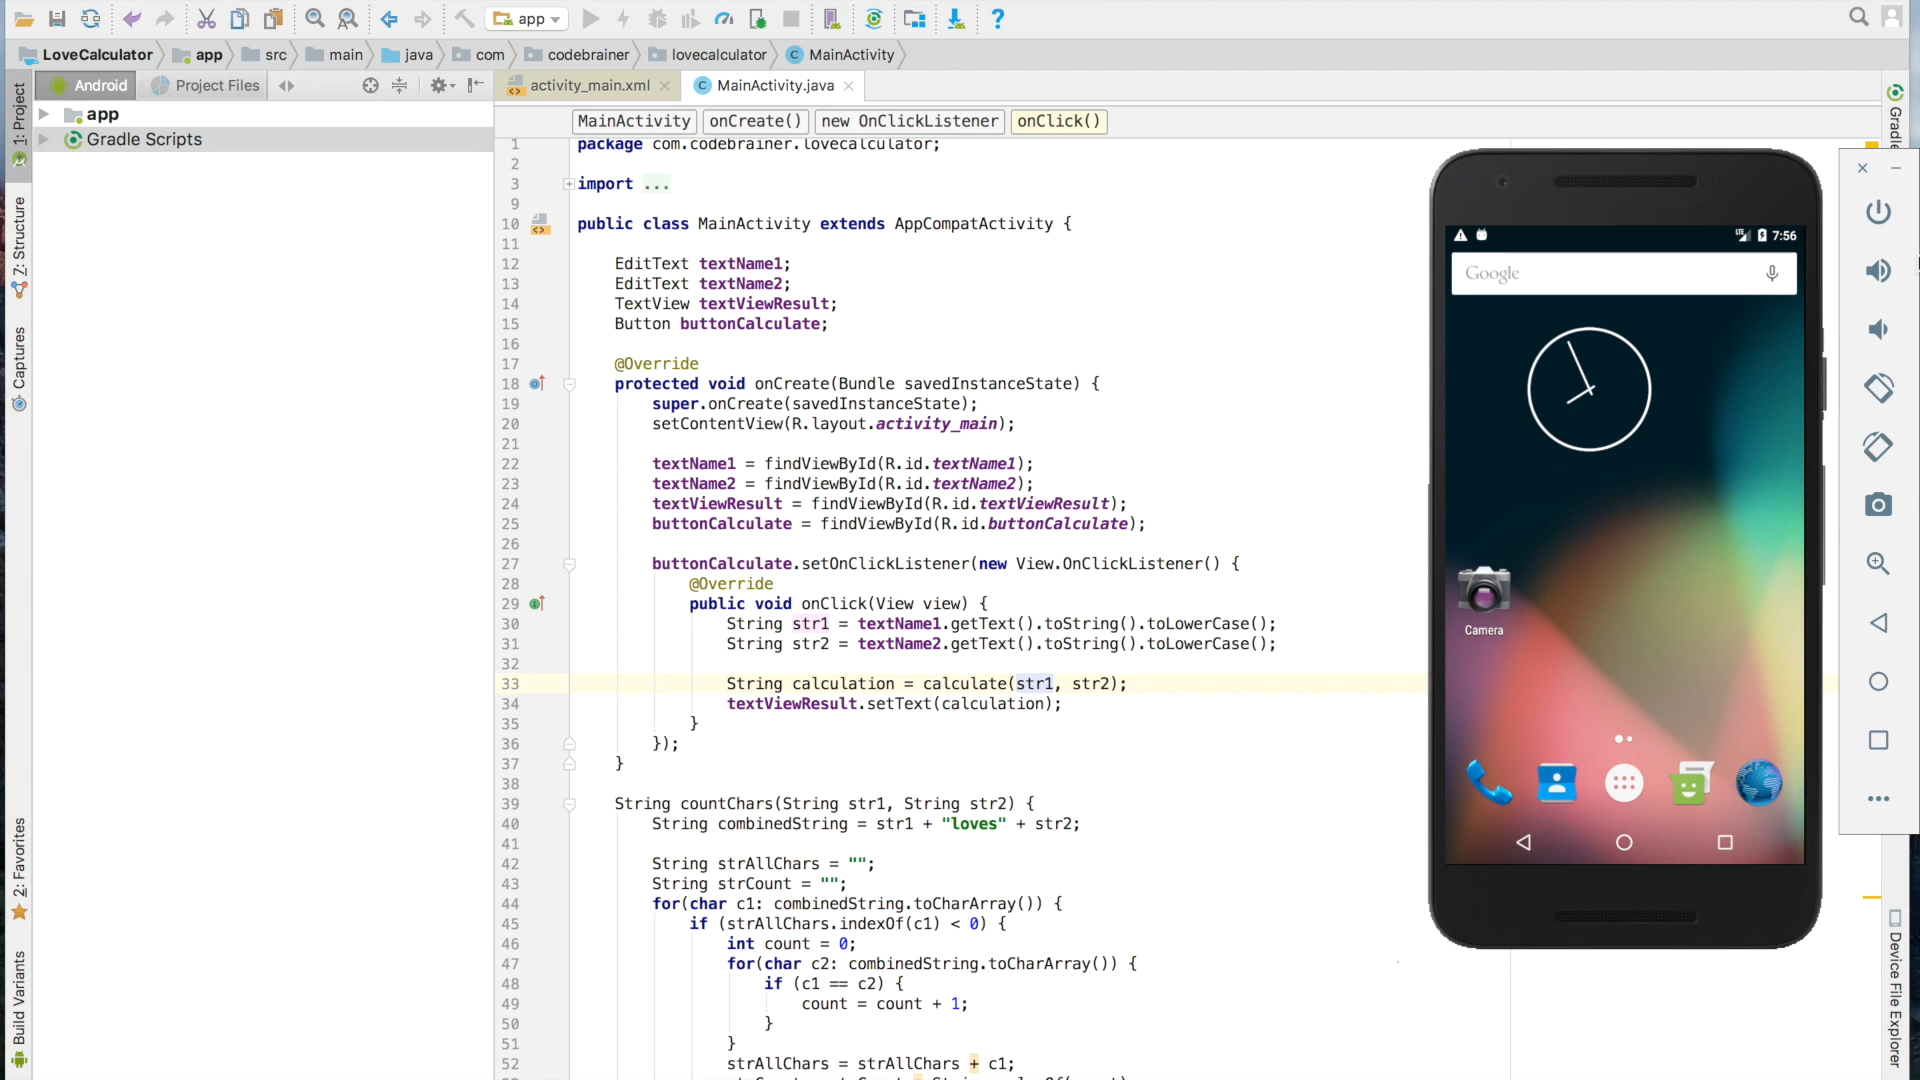 app
LoveCalculator app src main java com codebrainer lovecalculator MainActivity
Android Project Files
activity_main.xml MainActivity.java
1: Project
7: Structure
Captures
2: Favorites
Build Variants
app
Gradle Scripts
MainActivity onCreate() new OnClickListener onClick()
1 package com.codebrainer.lovecalculator;
2
3 import ...
9
10 public class MainActivity extends AppCompatActivity {
11
12 EditText textName1;
13 EditText textName2;
14 TextView textViewResult;
15 Button buttonCalculate;
16
17 @Override
18 protected void onCreate(Bundle savedInstanceState) {
19 super.onCreate(savedInstanceState);
20 setContentView(R.layout.activity_main);
21
22 textName1 = findViewById(R.id.textName1);
23 textName2 = findViewById(R.id.textName2);
24 textViewResult = findViewById(R.id.textViewResult);
25 buttonCalculate = findViewById(R.id.buttonCalculate);
26
27 buttonCalculate.setOnClickListener(new View.OnClickListener() {
28 @Override
29 public void onClick(View view) {
30 String str1 = textName1.getText().toString().toLowerCase();
31 String str2 = textName2.getText().toString().toLowerCase();
32
33 String calculation = calculate(str1, str2);
34 textViewResult.setText(calculation);
35 }
36 });
37 }
38
39 String countChars(String str1, String str2) {
40 String combinedString = str1 + "loves" + str2;
41
42 String strAllChars = "";
43 String strCount = "";
44 for(char c1: combinedString.toCharArray()) {
45 if (strAllChars.indexOf(c1) < 0) {
46 int count = 0;
47 for(char c2: combinedString.toCharArray()) {
48 if (c1 == c2) {
49 count = count + 1;
50 }
51 }
52 strAllChars = strAllChars + c1;
LTE 7:56
Google
Camera
Device File Explorer